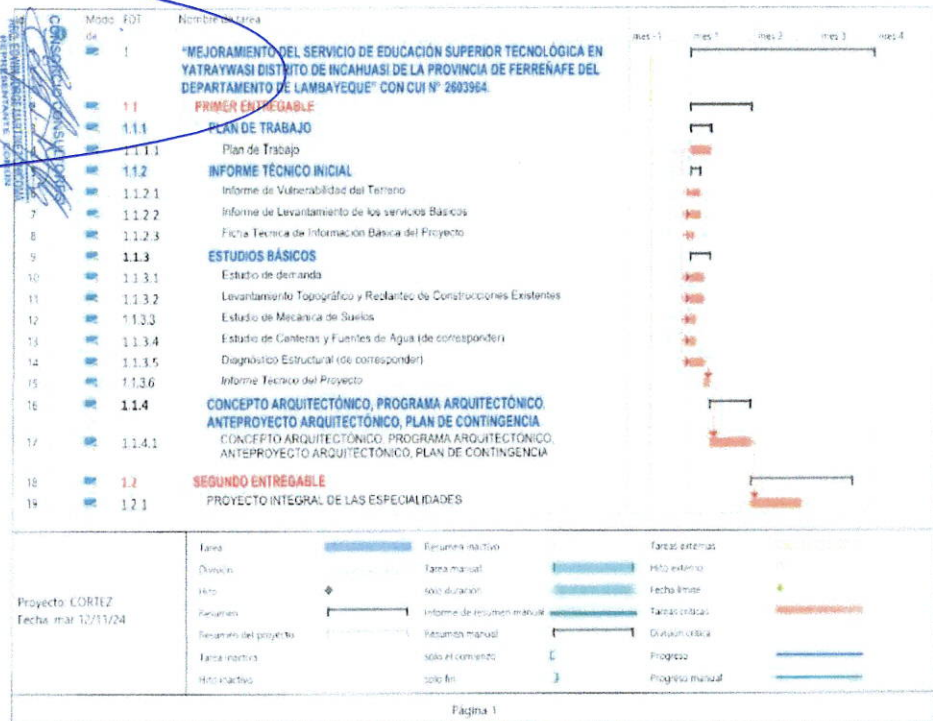 Modo FDT Nombre de tarea
de
mes -1 mes 1 mes 2 mes 3 mes 4
1 "MEJORAMIENTO DEL SERVICIO DE EDUCACIÓN SUPERIOR TECNOLÓGICA EN
YATRAYWASI DISTRITO DE INCAHUASI DE LA PROVINCIA DE FERREÑAFE DEL
DEPARTAMENTO DE LAMBAYEQUE" CON CUI N° 2603964.
1.1 PRIMER ENTREGABLE
1.1.1 PLAN DE TRABAJO
1.1.1.1 Plan de Trabajo
1.1.2 INFORME TÉCNICO INICIAL
1.1.2.1 Informe de Vulnerabilidad del Terreno
7 1.1.2.2 Informe de Levantamiento de los servicios Básicos
8 1.1.2.3 Ficha Tecnica de Información Básica del Proyecto
9 1.1.3 ESTUDIOS BÁSICOS
10 1.1.3.1 Estudio de demanda
11 1.1.3.2 Levantamiento Topográfico y Replanteo de Construcciones Existentes
12 1.1.3.3 Estudio de Mecánica de Suelos
13 1.1.3.4 Estudio de Canteras y Fuentes de Agua (de corresponder)
14 1.1.3.5 Diagnóstico Estructural (de corresponder)
15 1.1.3.6 Informe Tecnico del Proyecto
16 1.1.4 CONCEPTO ARQUITECTÓNICO, PROGRAMA ARQUITECTÓNICO,
ANTEPROYECTO ARQUITECTÓNICO, PLAN DE CONTINGENCIA
17 1.1.4.1 CONCEPTO ARQUITECTÓNICO, PROGRAMA ARQUITECTÓNICO,
ANTEPROYECTO ARQUITECTÓNICO, PLAN DE CONTINGENCIA
18 1.2 SEGUNDO ENTREGABLE
19 1.2.1 PROYECTO INTEGRAL DE LAS ESPECIALIDADES
Proyecto: CORTEZ
Fecha: mar 12/11/24
Tarea Resumen inactivo Tareas externas
División Tarea manual Hito externo
Hito solo duración Fecha límite
Resumen Informe de resumen manual Tareas críticas
Resumen del proyecto Resumen manual División crítica
Tarea inactiva solo el comienzo Progreso
Hito inactivo solo fin Progreso manual
Página 1